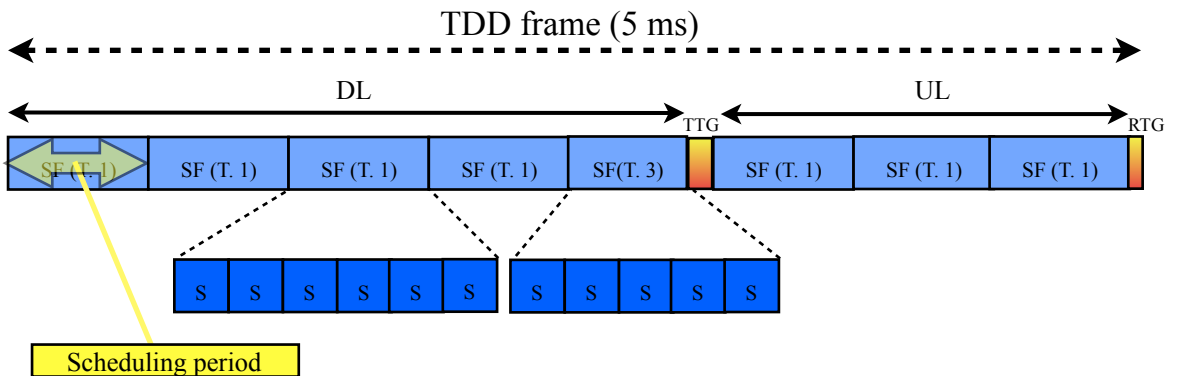 TDD frame (5 ms)
DL
UL
TTG
RTG
SF (T. 1)
SF (T. 1)
SF (T. 1)
SF (T. 1)
SF(T. 3)
SF (T. 1)
SF (T. 1)
SF (T. 1)
S S S S S S
S S S S S
Scheduling period